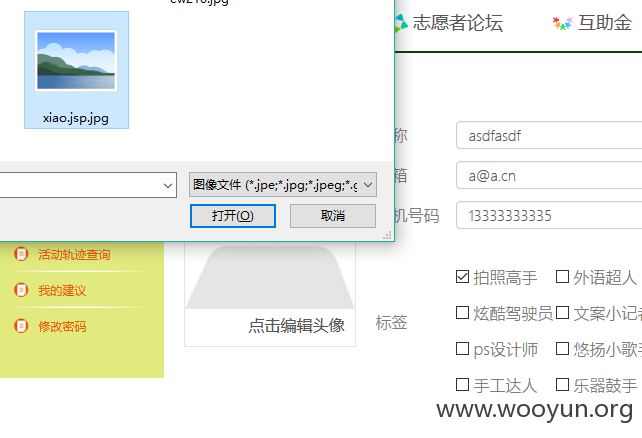 志愿者论坛
互助金
xiao.jsp.jpg
称
asdfasdf
箱
a@a.cn
图像文件 (*.jpe;*.jpg;*.jpeg;*.g
打开(O)
取消
机号码
13333333335
活动轨迹查询
我的建议
修改密码
点击编辑头像
标签
拍照高手
外语超人
炫酷驾驶员
文案小记者
ps设计师
悠扬小歌手
手工达人
乐器鼓手
www.wooyun.org